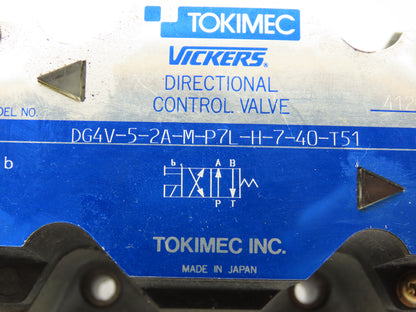 TOKIMEC
VICKERS®
DIRECTIONAL
CONTROL VALVE
DEL NO.
DG4V-5-2A-M-P7L-H-7-40-T51
b
b A B
P T
TOKIMEC INC.
MADE IN JAPAN